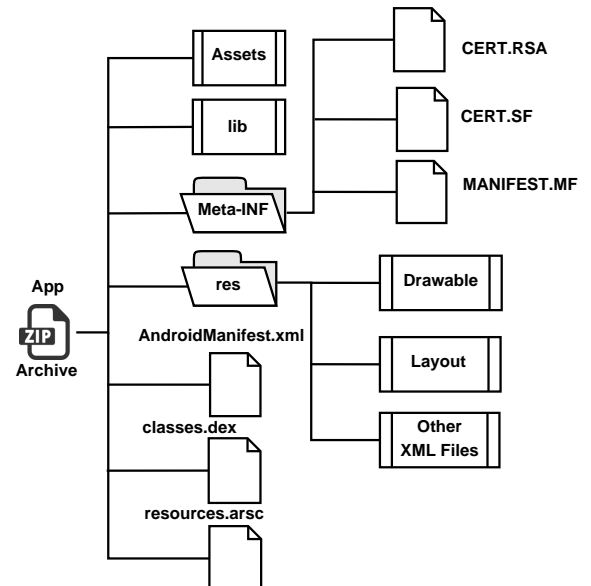 Assets
CERT.RSA
lib
CERT.SF
Meta-INF
MANIFEST.MF
res
Drawable
App
ZIP
Archive
AndroidManifest.xml
Layout
classes.dex
Other
XML Files
resources.arsc